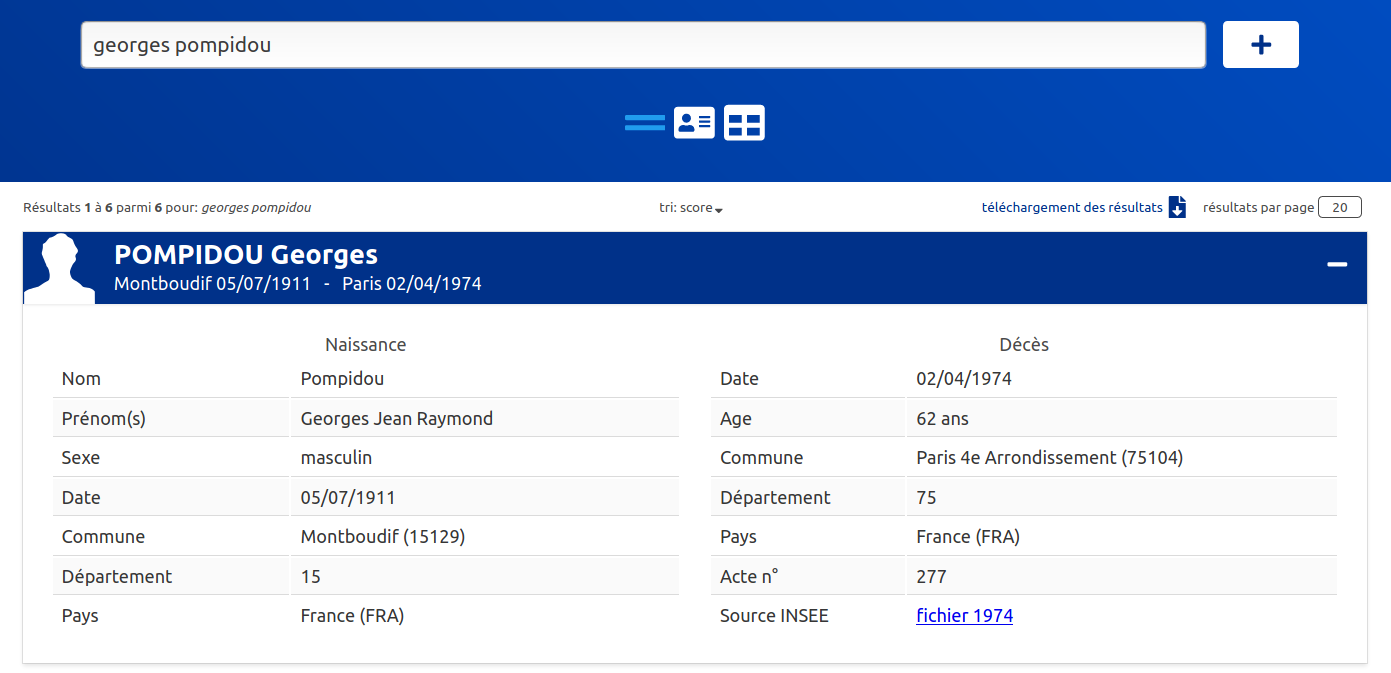 georges pompidou
Résultats 1 à 6 parmi 6 pour: georges pompidou
tri: score
téléchargement des résultats
résultats par page 20
POMPIDOU Georges
Montboudif 05/07/1911 - Paris 02/04/1974
Naissance
Nom Pompidou
Prénom(s) Georges Jean Raymond
Sexe masculin
Date 05/07/1911
Commune Montboudif (15129)
Département 15
Pays France (FRA)
Décès
Date 02/04/1974
Age 62 ans
Commune Paris 4e Arrondissement (75104)
Département 75
Pays France (FRA)
Acte n° 277
Source INSEE fichier 1974